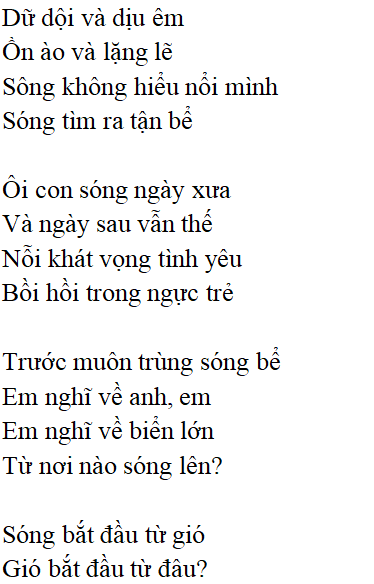 Dữ dội và dịu êm
Ồn ào và lặng lẽ
Sông không hiểu nổi mình
Sóng tìm ra tận bể
Ôi con sóng ngày xưa
Và ngày sau vẫn thế
Nỗi khát vọng tình yêu
Bồi hồi trong ngực trẻ
Trước muôn trùng sóng bể
Em nghĩ về anh, em
Em nghĩ về biển lớn
Từ nơi nào sóng lên?
Sóng bắt đầu từ gió
Gió bắt đầu từ đâu?